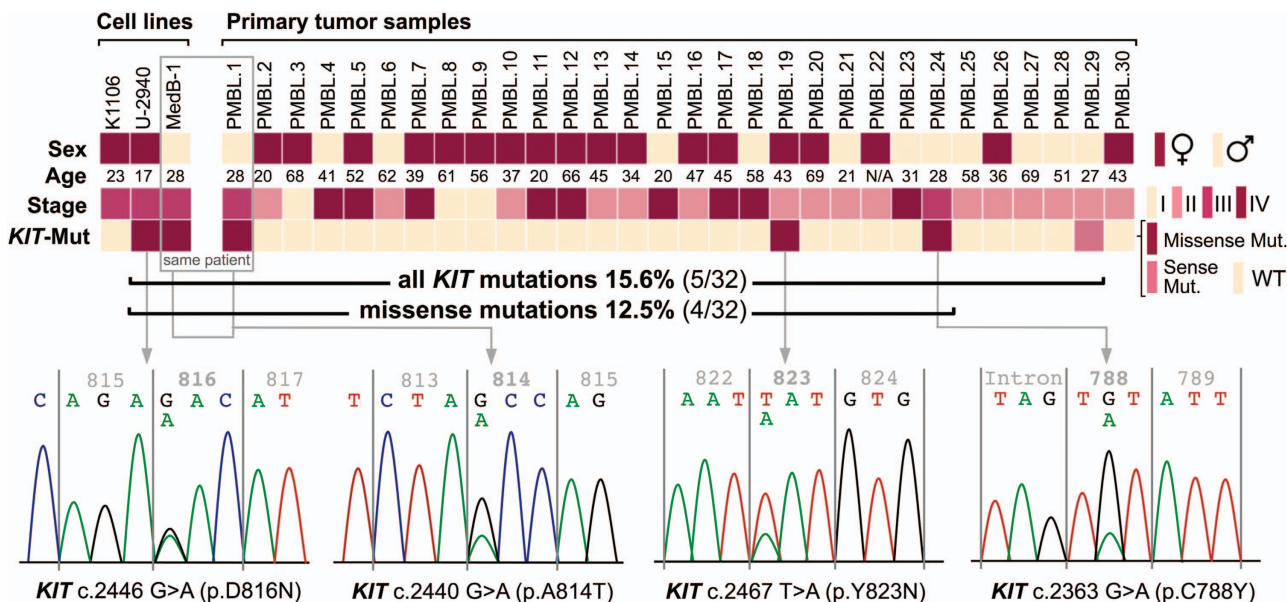 Cell lines Primary tumor samples
K1106 U-2940 MedB-1 PMBL.1 PMBL.2 PMBL.3 PMBL.4 PMBL.5 PMBL.6 PMBL.7 PMBL.8 PMBL.9 PMBL.10 PMBL.11 PMBL.12 PMBL.13 PMBL.14 PMBL.15 PMBL.16 PMBL.17 PMBL.18 PMBL.19 PMBL.20 PMBL.21 PMBL.22 PMBL.23 PMBL.24 PMBL.25 PMBL.26 PMBL.27 PMBL.28 PMBL.29 PMBL.30
Sex ♀ ♂
Age 23 17 28 28 20 68 41 52 62 39 61 56 37 20 66 45 34 20 47 45 58 43 69 21 N/A 31 28 58 36 69 51 27 43
Stage I II III IV
KIT-Mut Missense Mut.
same patient
Sense Mut. WT
all KIT mutations 15.6% (5/32)
missense mutations 12.5% (4/32)
815 816 817 813 814 815 822 823 824 Intron 788 789
C A G A G A C A T T C T A G C C A G A A T T A T G T G T A G T G T A T T
A A A A
KIT c.2446 G>A (p.D816N) KIT c.2440 G>A (p.A814T) KIT c.2467 T>A (p.Y823N) KIT c.2363 G>A (p.C788Y)